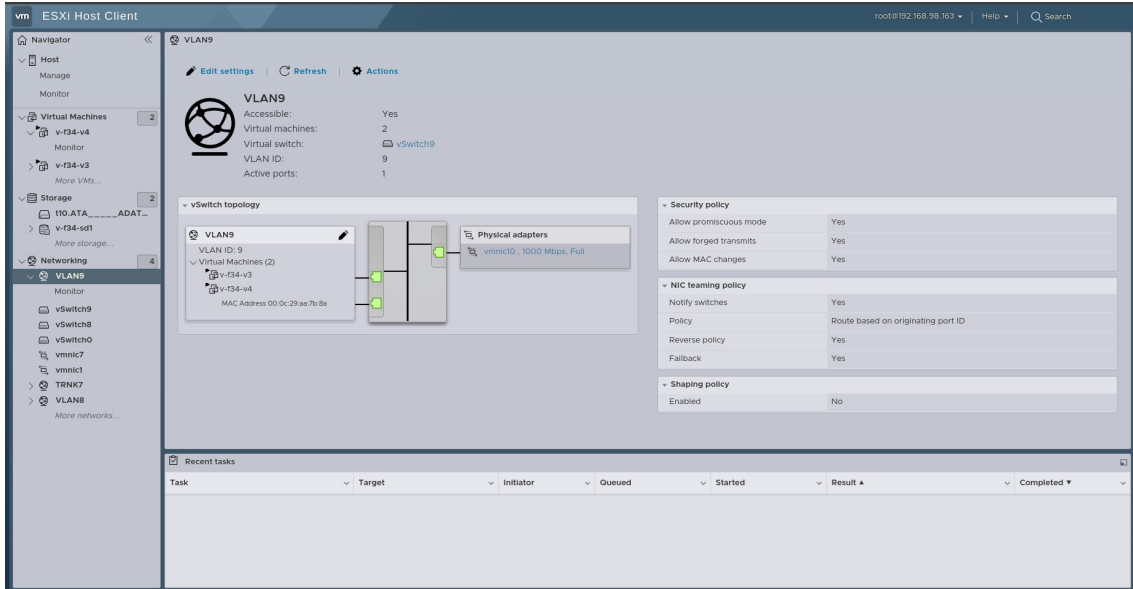 vm ESXi Host Client
root@192.168.98.163 Help Search
Navigator
Host
Manage
Monitor
Virtual Machines 2
v-f34-v4
Monitor
v-f34-v3
More VMs...
Storage 2
t10.ATA_____ADAT...
v-f34-sd1
More storage...
Networking 4
VLAN9
Monitor
vSwitch9
vSwitch8
vSwitch0
vmnic7
vmnic1
TRNK7
VLAN8
More networks...
VLAN9
Edit settings | Refresh | Actions
VLAN9
Accessible: Yes
Virtual machines: 2
Virtual switch: vSwitch9
VLAN ID: 9
Active ports: 1
vSwitch topology
VLAN9
VLAN ID: 9
Virtual Machines (2)
v-f34-v3
v-f34-v4
MAC Address 00:0c:29:aa:7b:8a
Physical adapters
vmnic10 , 1000 Mbps, Full
Security policy
Allow promiscuous mode Yes
Allow forged transmits Yes
Allow MAC changes Yes
NIC teaming policy
Notify switches Yes
Policy Route based on originating port ID
Reverse policy Yes
Failback Yes
Shaping policy
Enabled No
Recent tasks
Task Target Initiator Queued Started Result ▲ Completed ▼